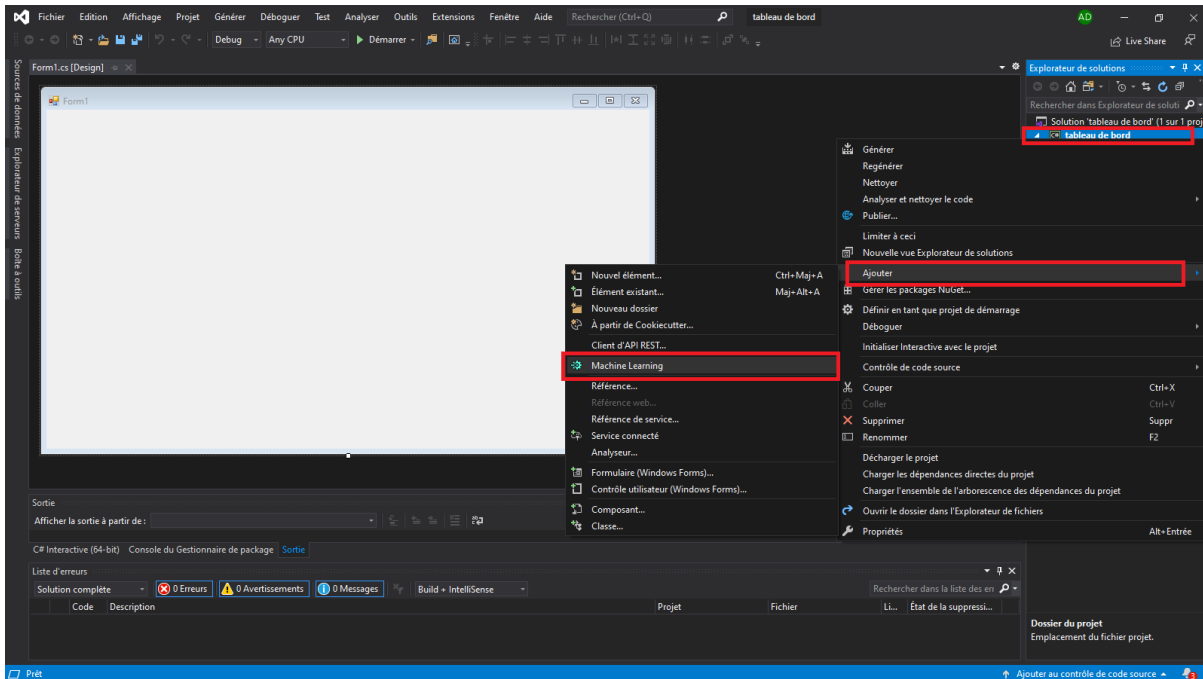 Fichier Edition Affichage Projet Générer Déboguer Test Analyser Outils Extensions Fenêtre Aide Rechercher (Ctrl+Q) tableau de bord AD
Debug Any CPU Démarrer Live Share
Sources de données
Explorateur de serveurs
Boîte à outils
Form1.cs [Design]
Form1
Explorateur de solutions
Rechercher dans Explorateur de soluti
Solution 'tableau de bord' (1 sur 1 proj
C# tableau de bord
Générer
Regénérer
Nettoyer
Analyser et nettoyer le code
Publier...
Limiter à ceci
Nouvelle vue Explorateur de solutions
Ajouter
Gérer les packages NuGet...
Définir en tant que projet de démarrage
Déboguer
Initialiser Interactive avec le projet
Contrôle de code source
Couper Ctrl+X
Coller Ctrl+V
Supprimer Suppr
Renommer F2
Décharger le projet
Charger les dépendances directes du projet
Charger l'ensemble de l'arborescence des dépendances du projet
Ouvrir le dossier dans l'Explorateur de fichiers
Propriétés Alt+Entrée
Nouvel élément... Ctrl+Maj+A
Élément existant... Maj+Alt+A
Nouveau dossier
À partir de Cookiecutter...
Client d'API REST...
Machine Learning
Référence...
Référence web...
Référence de service...
Service connecté
Analyseur...
Formulaire (Windows Forms)...
Contrôle utilisateur (Windows Forms)...
Composant...
Classe...
Sortie
Afficher la sortie à partir de :
C# Interactive (64-bit) Console du Gestionnaire de package Sortie
Liste d'erreurs
Solution complète 0 Erreurs 0 Avertissements 0 Messages Build + IntelliSense Rechercher dans la liste des err
Code Description Projet Fichier Li... État de la suppressi...
Dossier du projet
Emplacement du fichier projet.
Prêt Ajouter au contrôle de code source